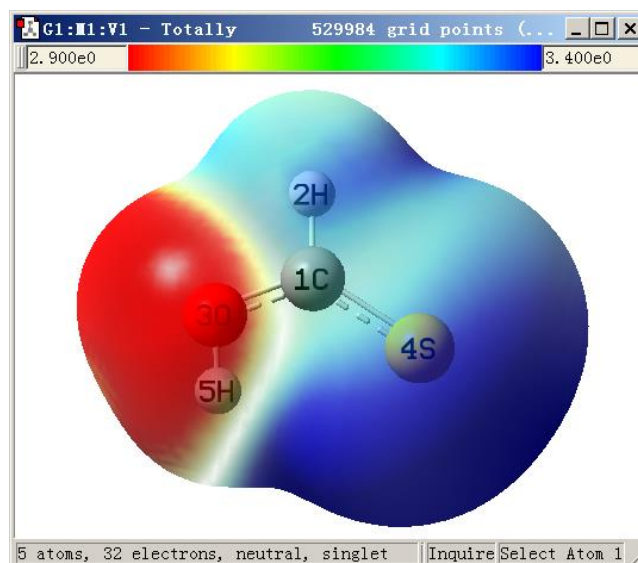 G1:M1:V1 - Totally 529984 grid points (...
2.900e0 3.400e0
2H
1C
3O
4S
5H
5 atoms, 32 electrons, neutral, singlet Inquire Select Atom 1